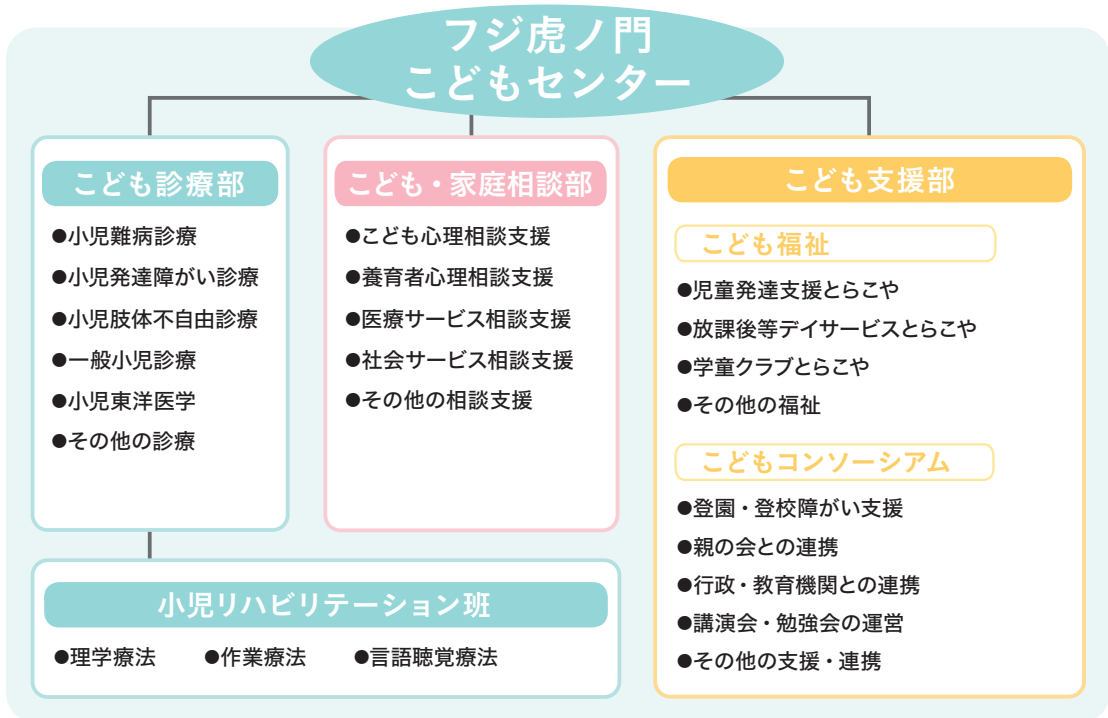 フジ虎ノ門
こどもセンター
こども診療部
●小児難病診療
●小児発達障がい診療
●小児肢体不自由診療
●一般小児診療
●小児東洋医学
●その他の診療
こども・家庭相談部
●こども心理相談支援
●養育者心理相談支援
●医療サービス相談支援
●社会サービス相談支援
●その他の相談支援
こども支援部
こども福祉
●児童発達支援とらこや
●放課後等デイサービスとらこや
●学童クラブとらこや
●その他の福祉
こどもコンソーシアム
●登園・登校障がい支援
●親の会との連携
●行政・教育機関との連携
●講演会・勉強会の運営
●その他の支援・連携
小児リハビリテーション班
●理学療法 ●作業療法 ●言語聴覚療法